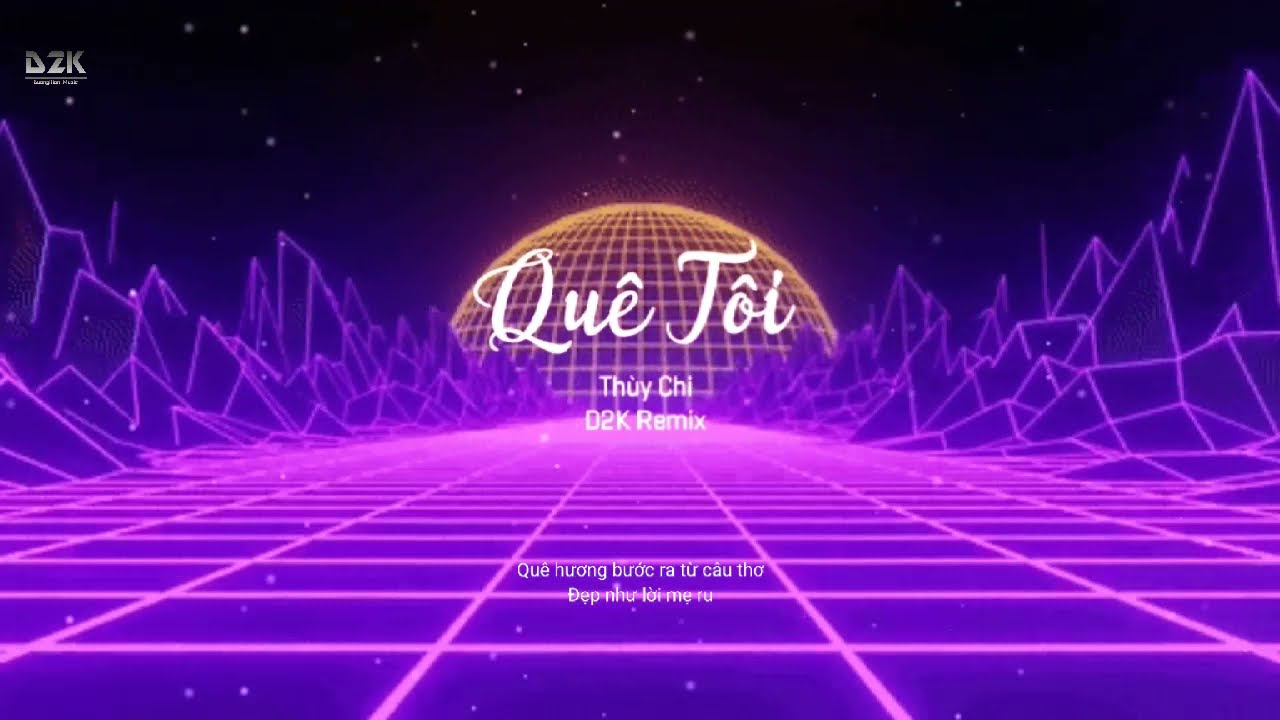 D2K
Quê Tôi
Thùy Chi
D2K Remix
Quê hương bước ra từ câu thơ
Đẹp như lời mẹ ru